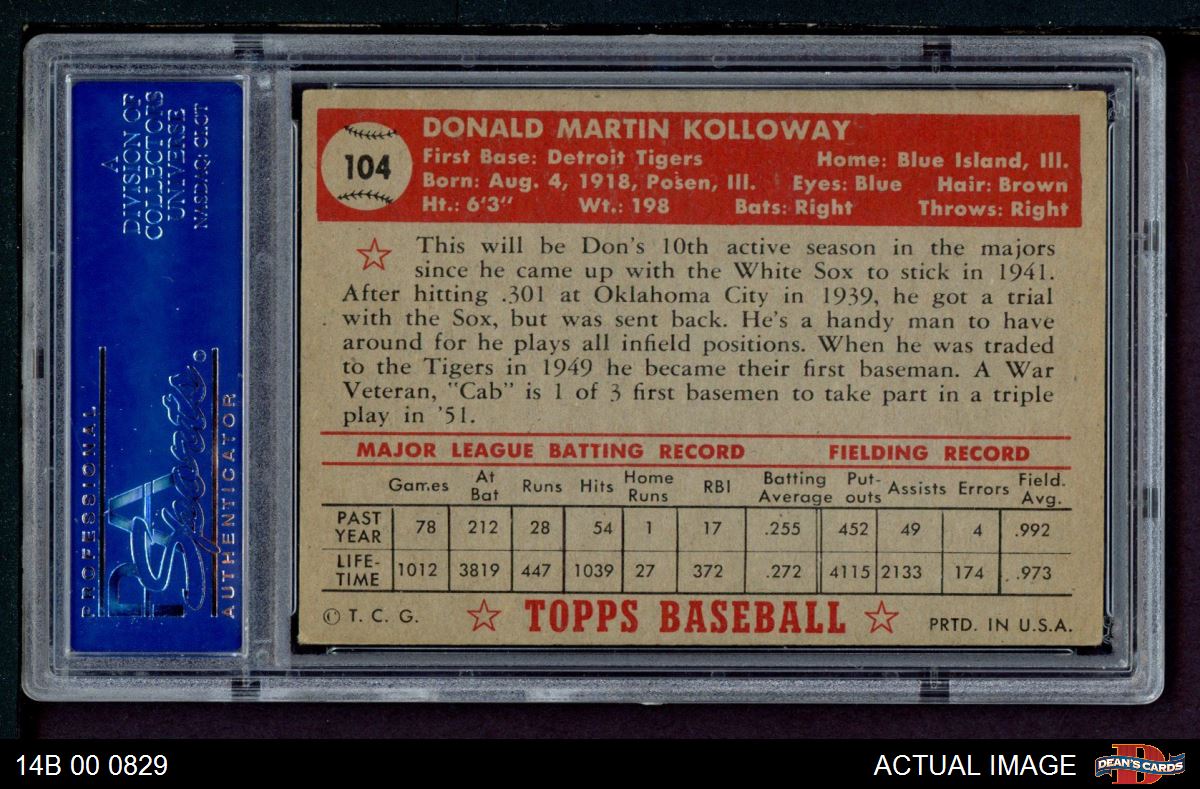 A
DIVISION OF
COLLECTORS
UNIVERSE
NASDAQ: CLCT
PROFESSIONAL
PSA
Sports
AUTHENTICATOR
104
DONALD MARTIN KOLLOWAY
First Base: Detroit Tigers Home: Blue Island, Ill.
Born: Aug. 4, 1918, Posen, Ill. Eyes: Blue Hair: Brown
Ht.: 6'3" Wt.: 198 Bats: Right Throws: Right
This will be Don's 10th active season in the majors
since he came up with the White Sox to stick in 1941.
After hitting .301 at Oklahoma City in 1939, he got a trial
with the Sox, but was sent back. He's a handy man to have
around for he plays all infield positions. When he was traded
to the Tigers in 1949 he became their first baseman. A War
Veteran, "Cab" is 1 of 3 first basemen to take part in a triple
play in '51.
MAJOR LEAGUE BATTING RECORD FIELDING RECORD
Games At Bat Runs Hits Home Runs RBI Batting Average Put-outs Assists Errors Field. Avg.
PAST YEAR 78 212 28 54 1 17 .255 452 49 4 .992
LIFE-TIME 1012 3819 447 1039 27 372 .272 4115 2133 174 .973
© T. C. G. TOPPS BASEBALL PRTD. IN U.S.A.
14B 00 0829 ACTUAL IMAGE DEAN'S CARDS